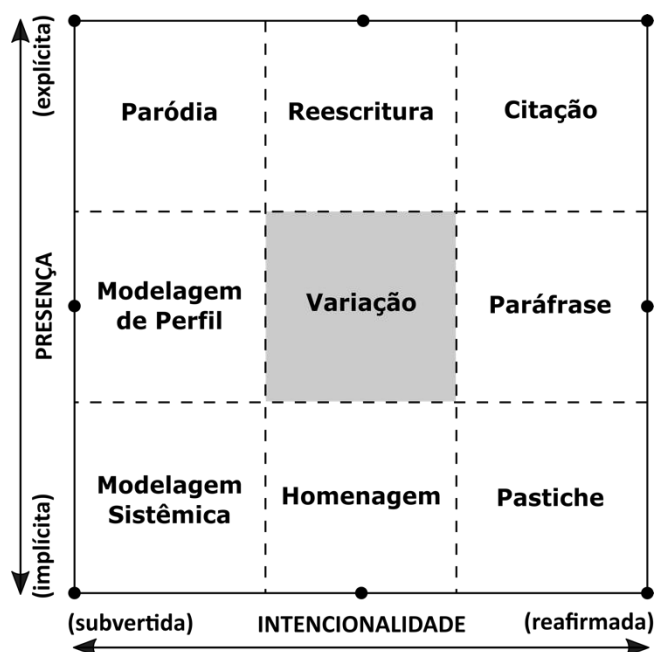 (explícita)
Paródia
Reescritura
Citação
PRESENÇA
Modelagem
de Perfil
Variação
Paráfrase
(implícita)
Modelagem
Sistêmica
Homenagem
Pastiche
(subvertida)
INTENCIONALIDADE
(reafirmada)